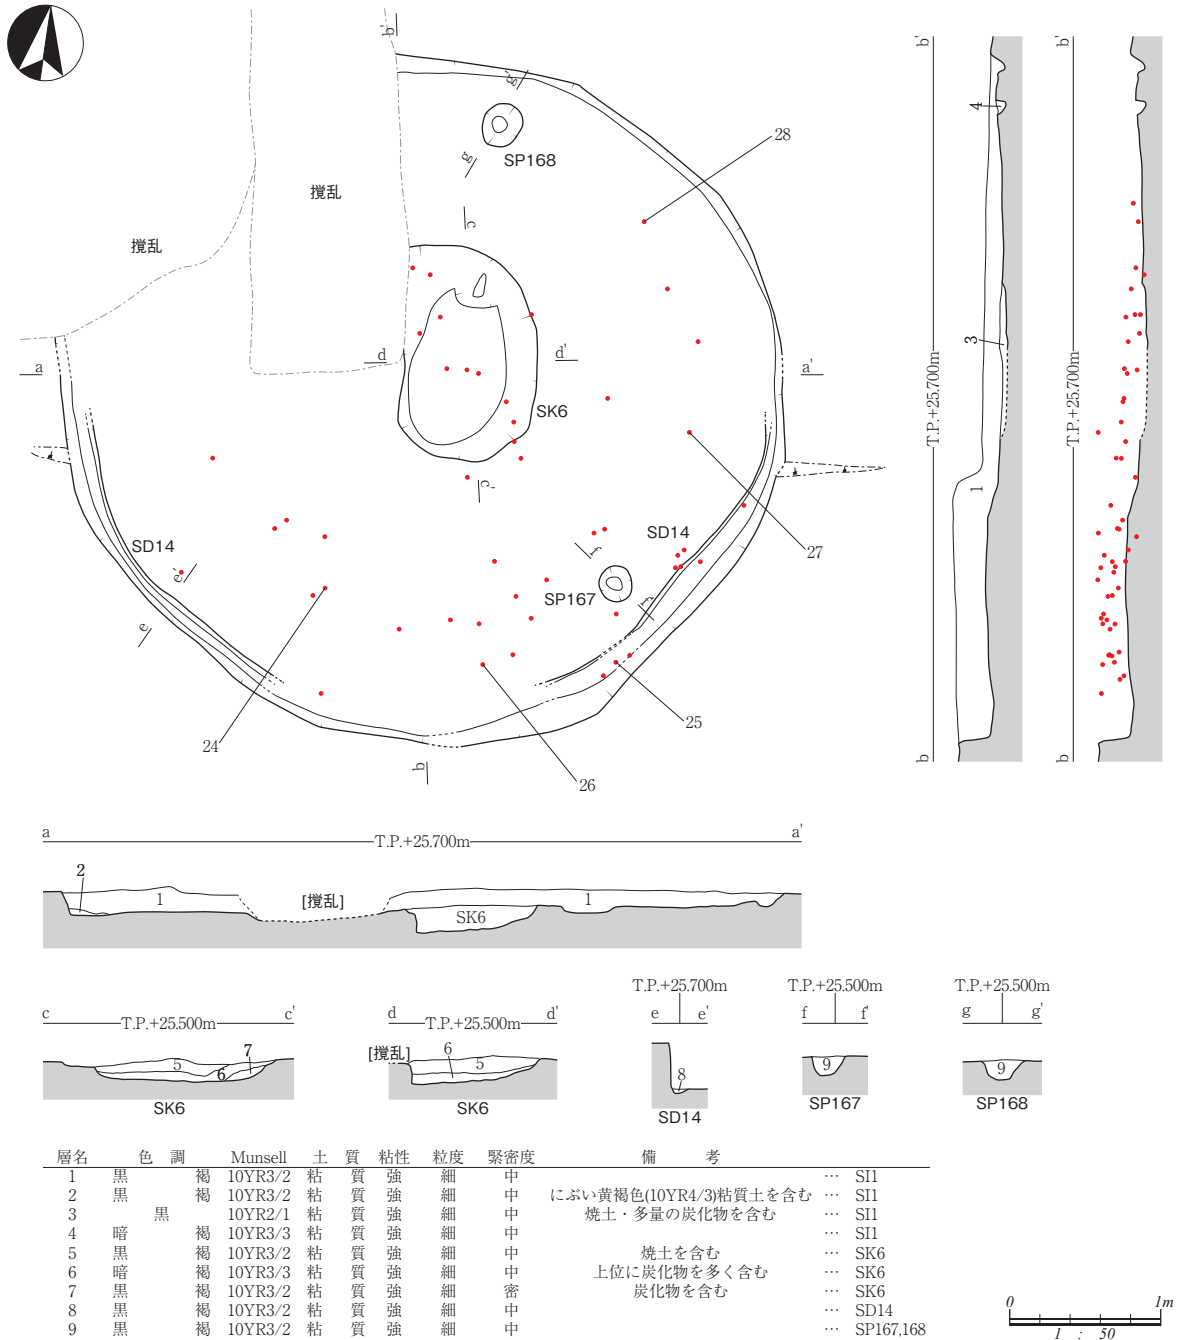 b'
g'
28
SP168
g
撹乱
c
撹乱
a
d
d'
a'
SK6
c'
SD14
SD14
f
27
e'
SP167
f'
e
24
25
b
26
b'
4
3
T.P.+25.700m
1
b
b'
T.P.+25.700m
b
a
a'
T.P.+25.700m
2
1
[撹乱]
SK6
1
c
c'
T.P.+25.500m
5
6
7
SK6
d
d'
T.P.+25.500m
[撹乱]
6
5
SK6
T.P.+25.700m
e
e'
8
SD14
T.P.+25.500m
f
f'
9
SP167
T.P.+25.500m
g
g'
9
SP168
層名 色調 Munsell 土質 粘性 粒度 緊密度 備考
1 黒褐 10YR3/2 粘質 強 細 中 … SI1
2 黒褐 10YR3/2 粘質 強 細 中 にぶい黄褐色(10YR4/3)粘質土を含む … SI1
3 黒 10YR2/1 粘質 強 細 中 焼土・多量の炭化物を含む … SI1
4 暗褐 10YR3/3 粘質 強 細 中 … SI1
5 黒褐 10YR3/2 粘質 強 細 中 焼土を含む … SK6
6 暗褐 10YR3/3 粘質 強 細 中 上位に炭化物を多く含む … SK6
7 黒褐 10YR3/2 粘質 強 細 密 炭化物を含む … SK6
8 黒褐 10YR3/2 粘質 強 細 中 … SD14
9 黒褐 10YR3/2 粘質 強 細 中 … SP167,168
0 1m
1 : 50